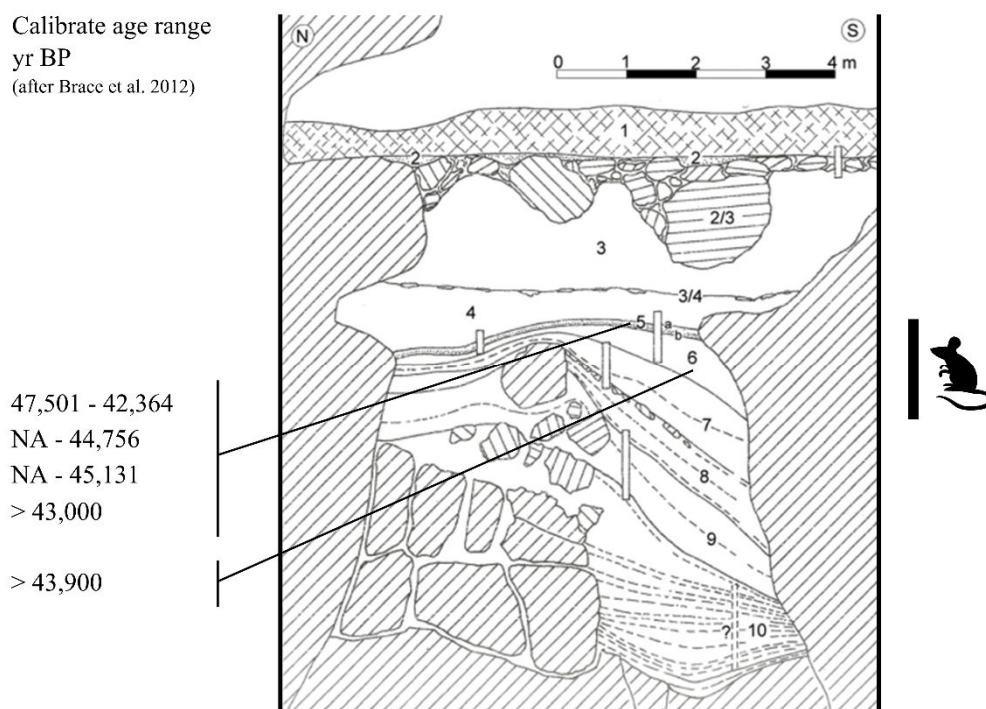 Calibrate age range
yr BP
(after Brace et al. 2012)
N
S
0 1 2 3 4 m
1
2 2
2/3
3
3/4
4
5 a
b
6
47,501 - 42,364
NA - 44,756
NA - 45,131
> 43,000
7
8
9
> 43,900
? 10